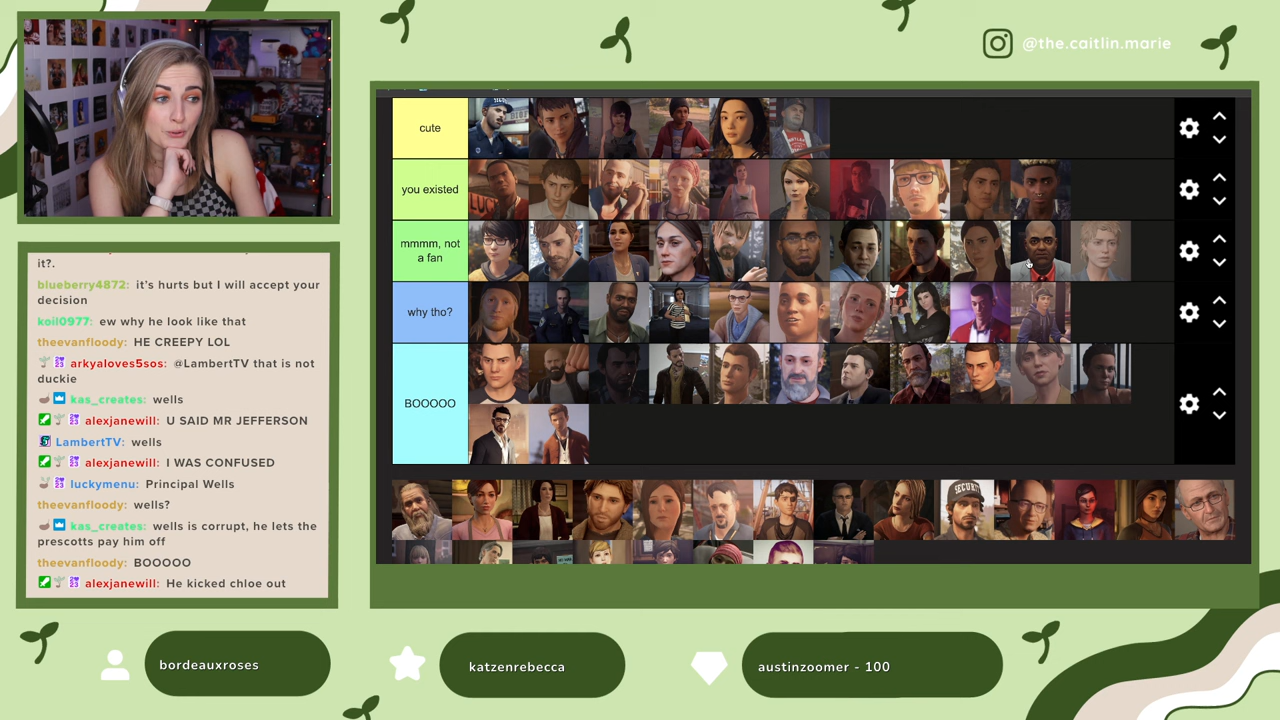 @the.caitlin.marie
cute
you existed
mmmm, not
a fan
why tho?
BOOOOO
SECURITY
it?.
blueberry4872: it's hurts but I will accept your
decision
koil0977: ew why he look like that
theevanfloody: HE CREEPY LOL
arkyaloves5sos: @LambertTV that is not
duckie
kas_creates: wells
alexjanewill: U SAID MR JEFFERSON
LambertTV: wells
alexjanewill: I WAS CONFUSED
luckymenu: Principal Wells
theevanfloody: wells?
kas_creates: wells is corrupt, he lets the
prescotts pay him off
theevanfloody: BOOOOO
alexjanewill: He kicked chloe out
bordeauxroses
katzenrebecca
austinzoomer - 100